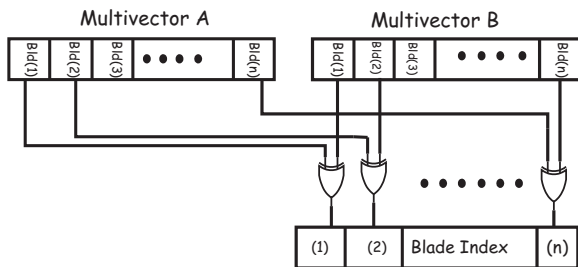 Multivector A
Multivector B
Bld(1) Bld(2) Bld(3) Bld(n)
Bld(1) Bld(2) Bld(3) Bld(n)
(1) (2) Blade Index (n)